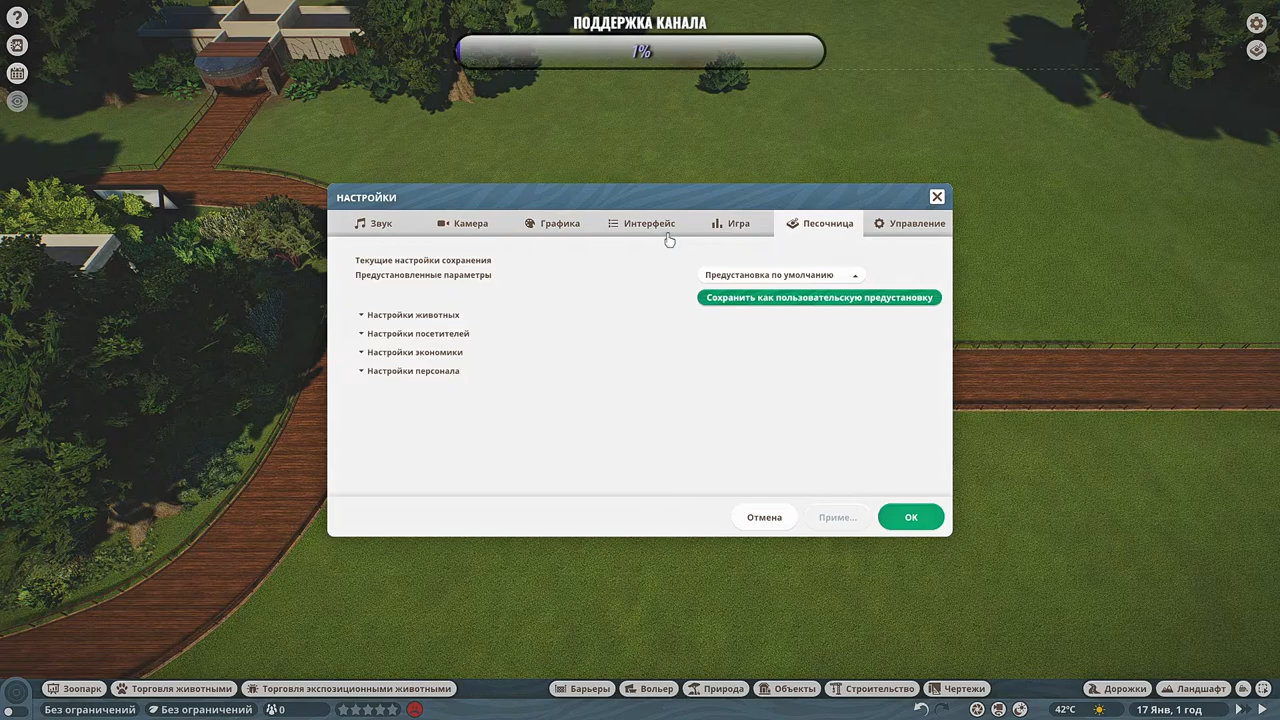 ПОДДЕРЖКА КАНАЛА
1%
НАСТРОЙКИ
Звук Камера Графика Интерфейс Игра Песочница Управление
Текущие настройки сохранения
Предустановленные параметры Предустановка по умолчанию
Сохранить как пользовательскую предустановку
Настройки животных
Настройки посетителей
Настройки экономики
Настройки персонала
Отмена Приме... OK
Зоопарк Торговля животными Торговля экспозиционными животными Барьеры Вольер Природа Объекты Строительство Чертежи Дорожки Ландшафт
Без ограничений Без ограничений 0 42°C 17 Янв, 1 год